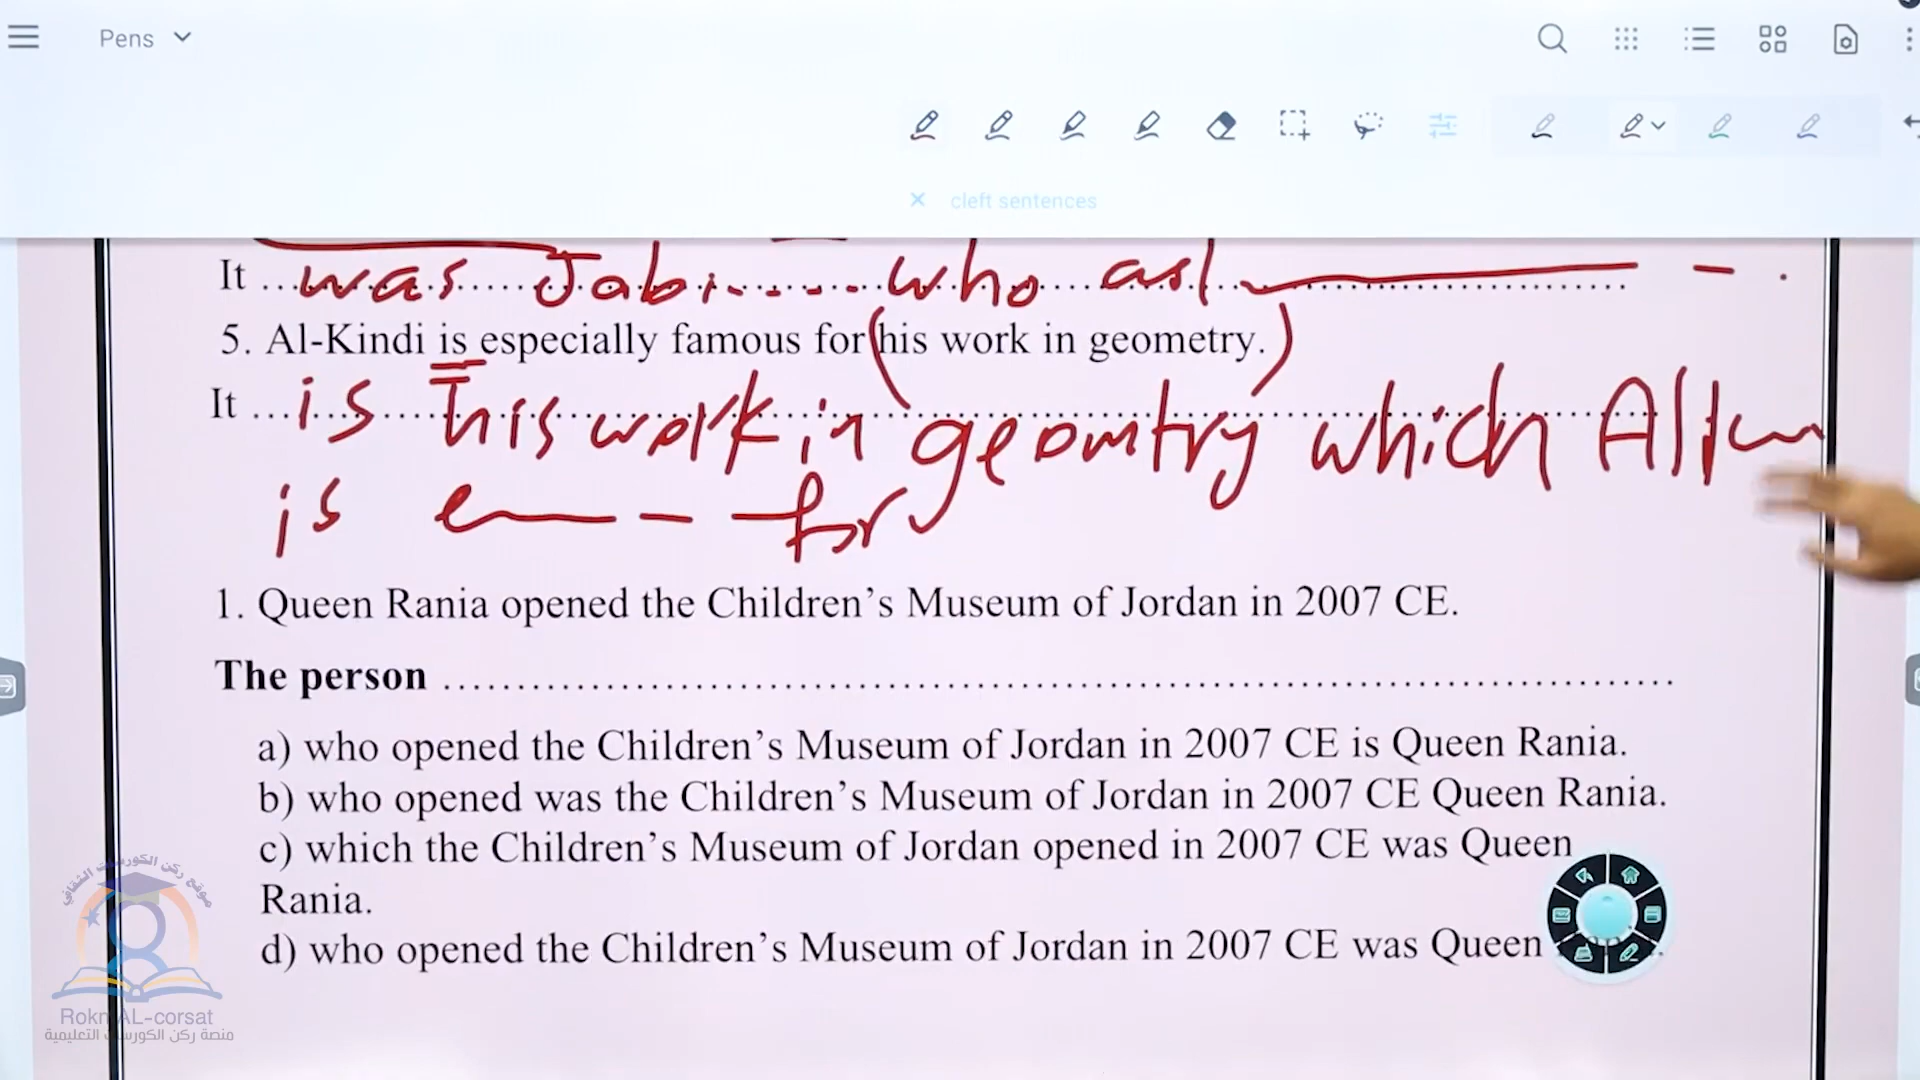 Pens
cleft sentences
It was Jabi.... who as
5. Al-Kindi is especially famous for his work in geometry.
It is his work in geomtry which Al
is e for
1. Queen Rania opened the Children's Museum of Jordan in 2007 CE.
The person
a) who opened the Children's Museum of Jordan in 2007 CE is Queen Rania.
b) who opened was the Children's Museum of Jordan in 2007 CE Queen Rania.
c) which the Children's Museum of Jordan opened in 2007 CE was Queen
Rania.
d) who opened the Children's Museum of Jordan in 2007 CE was Queen
موقع ركن الكورسات الثقافي
Rokn AL-corsat
منصة ركن الكورسات التعليمية